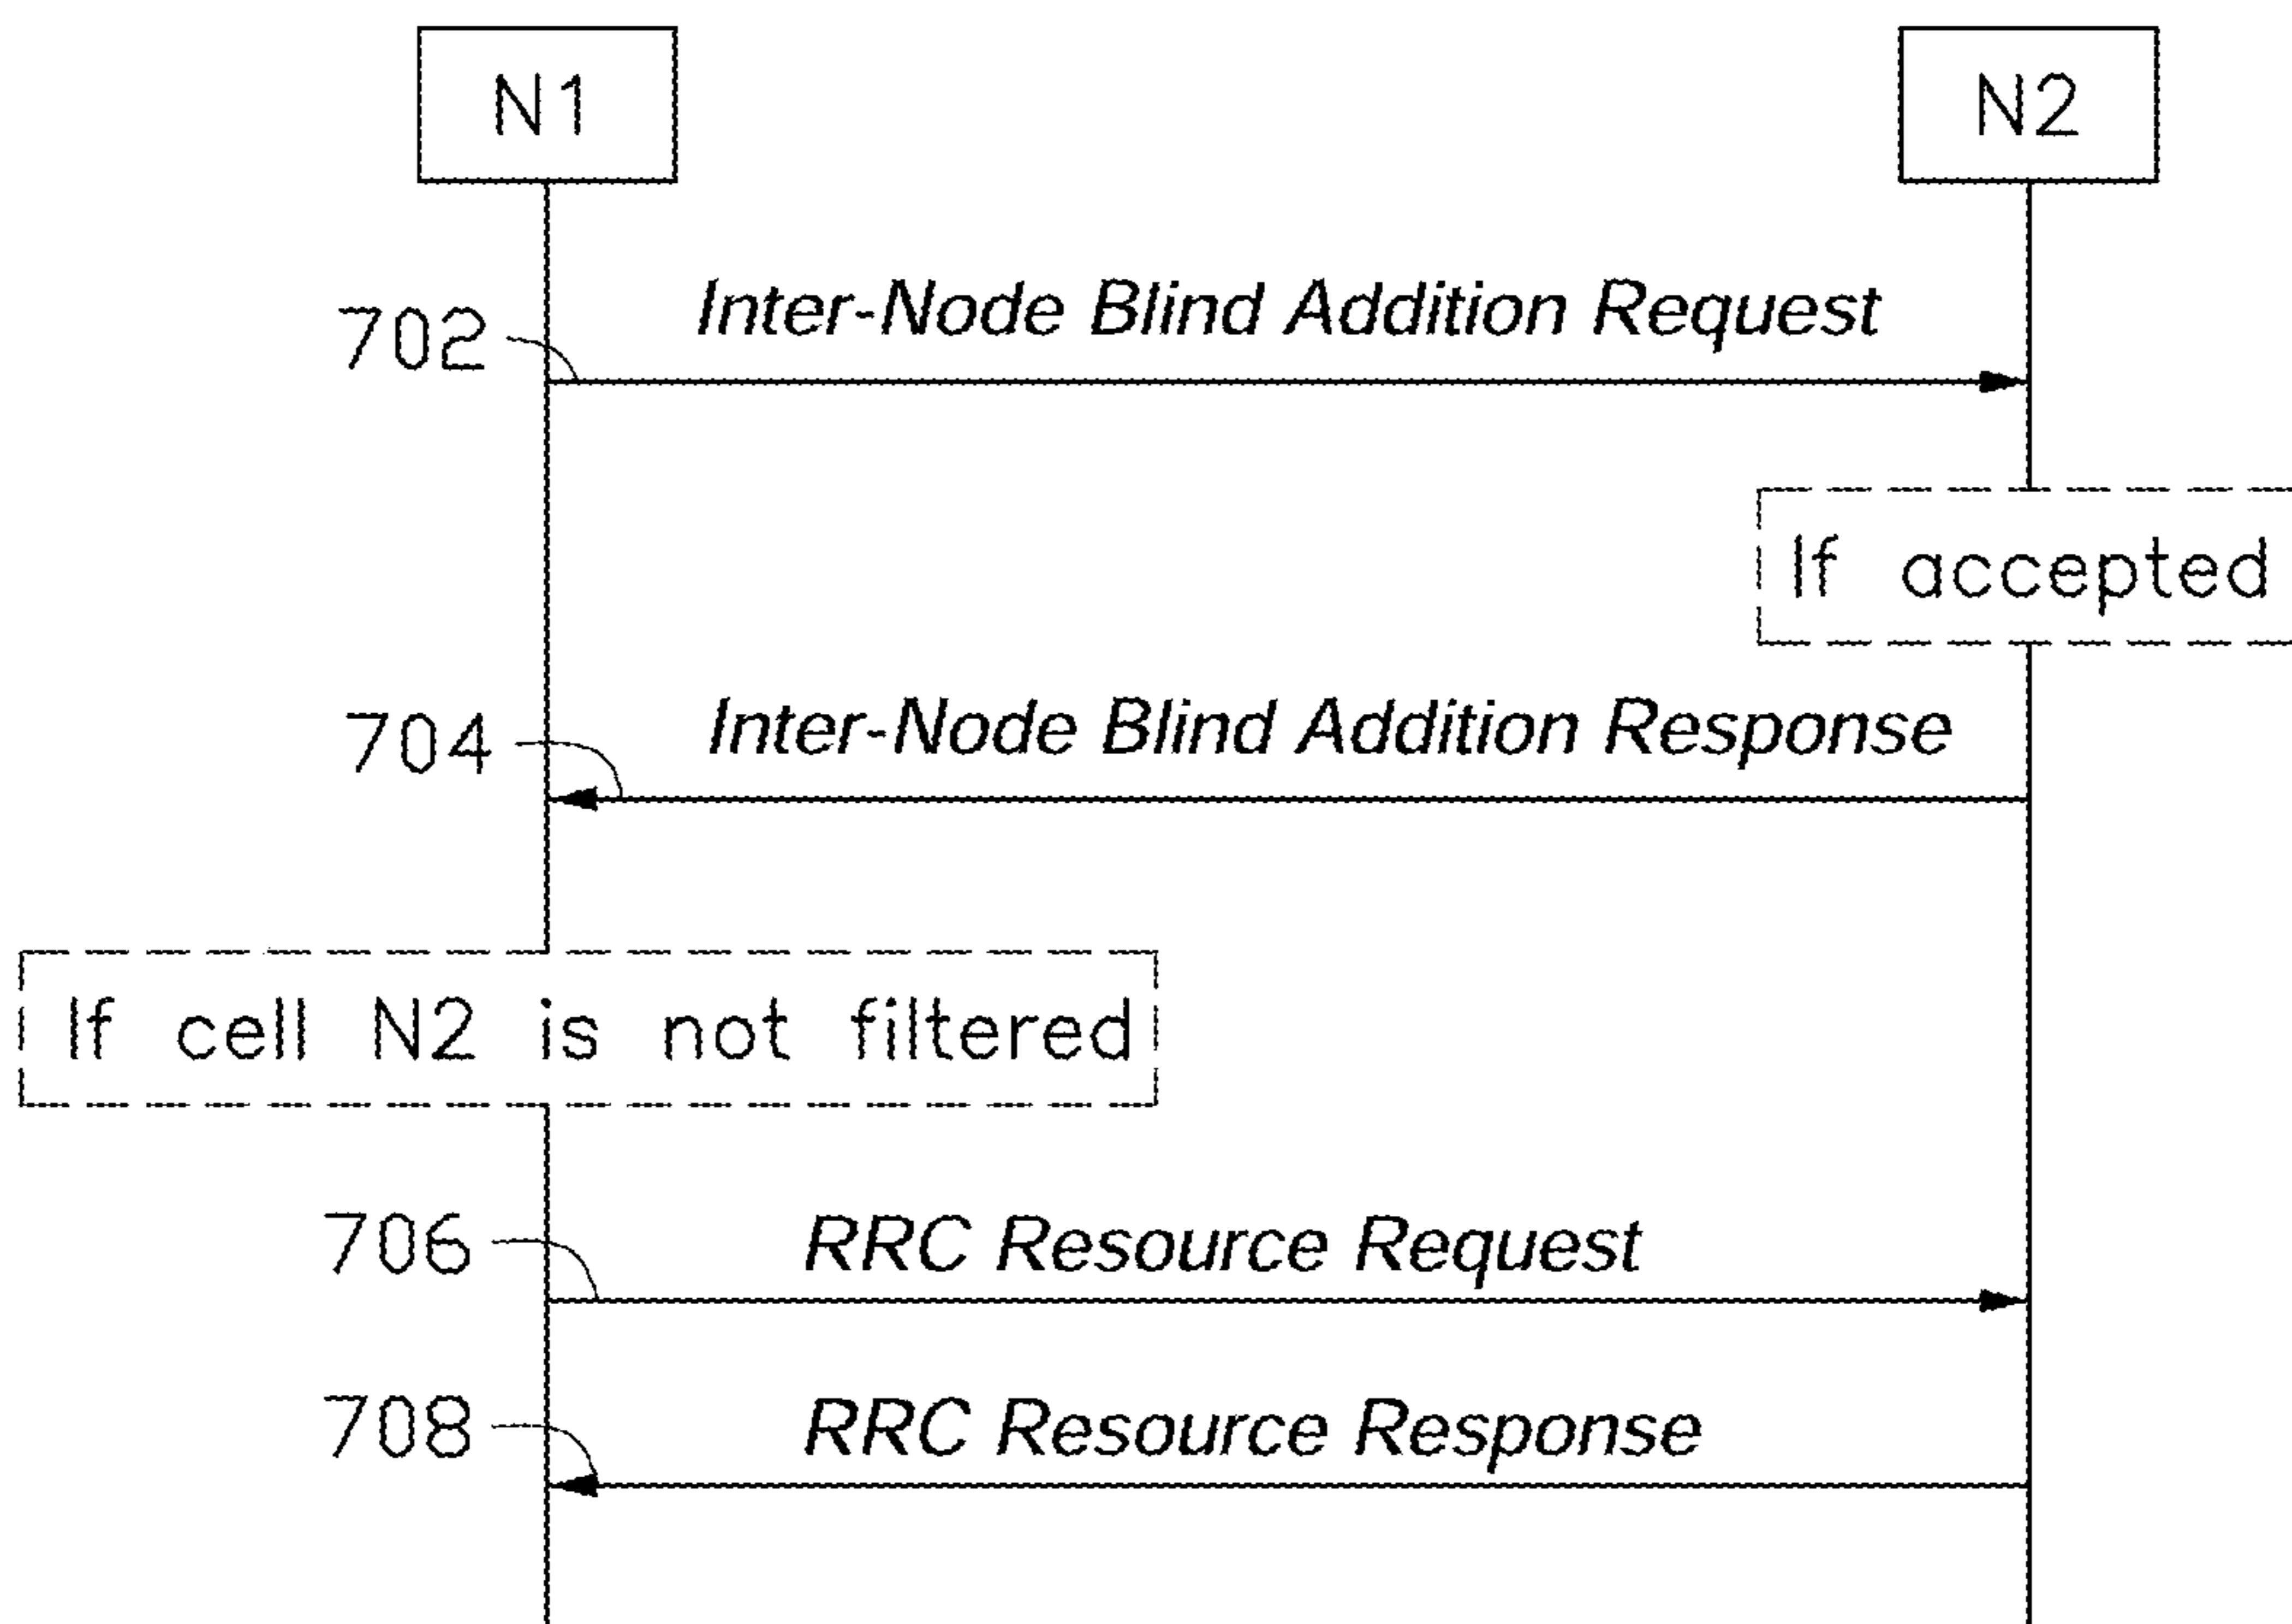 N1
N2
702
Inter-Node Blind Addition Request
If accepted
704
Inter-Node Blind Addition Response
If cell N2 is not filtered
706
RRC Resource Request
708
RRC Resource Response